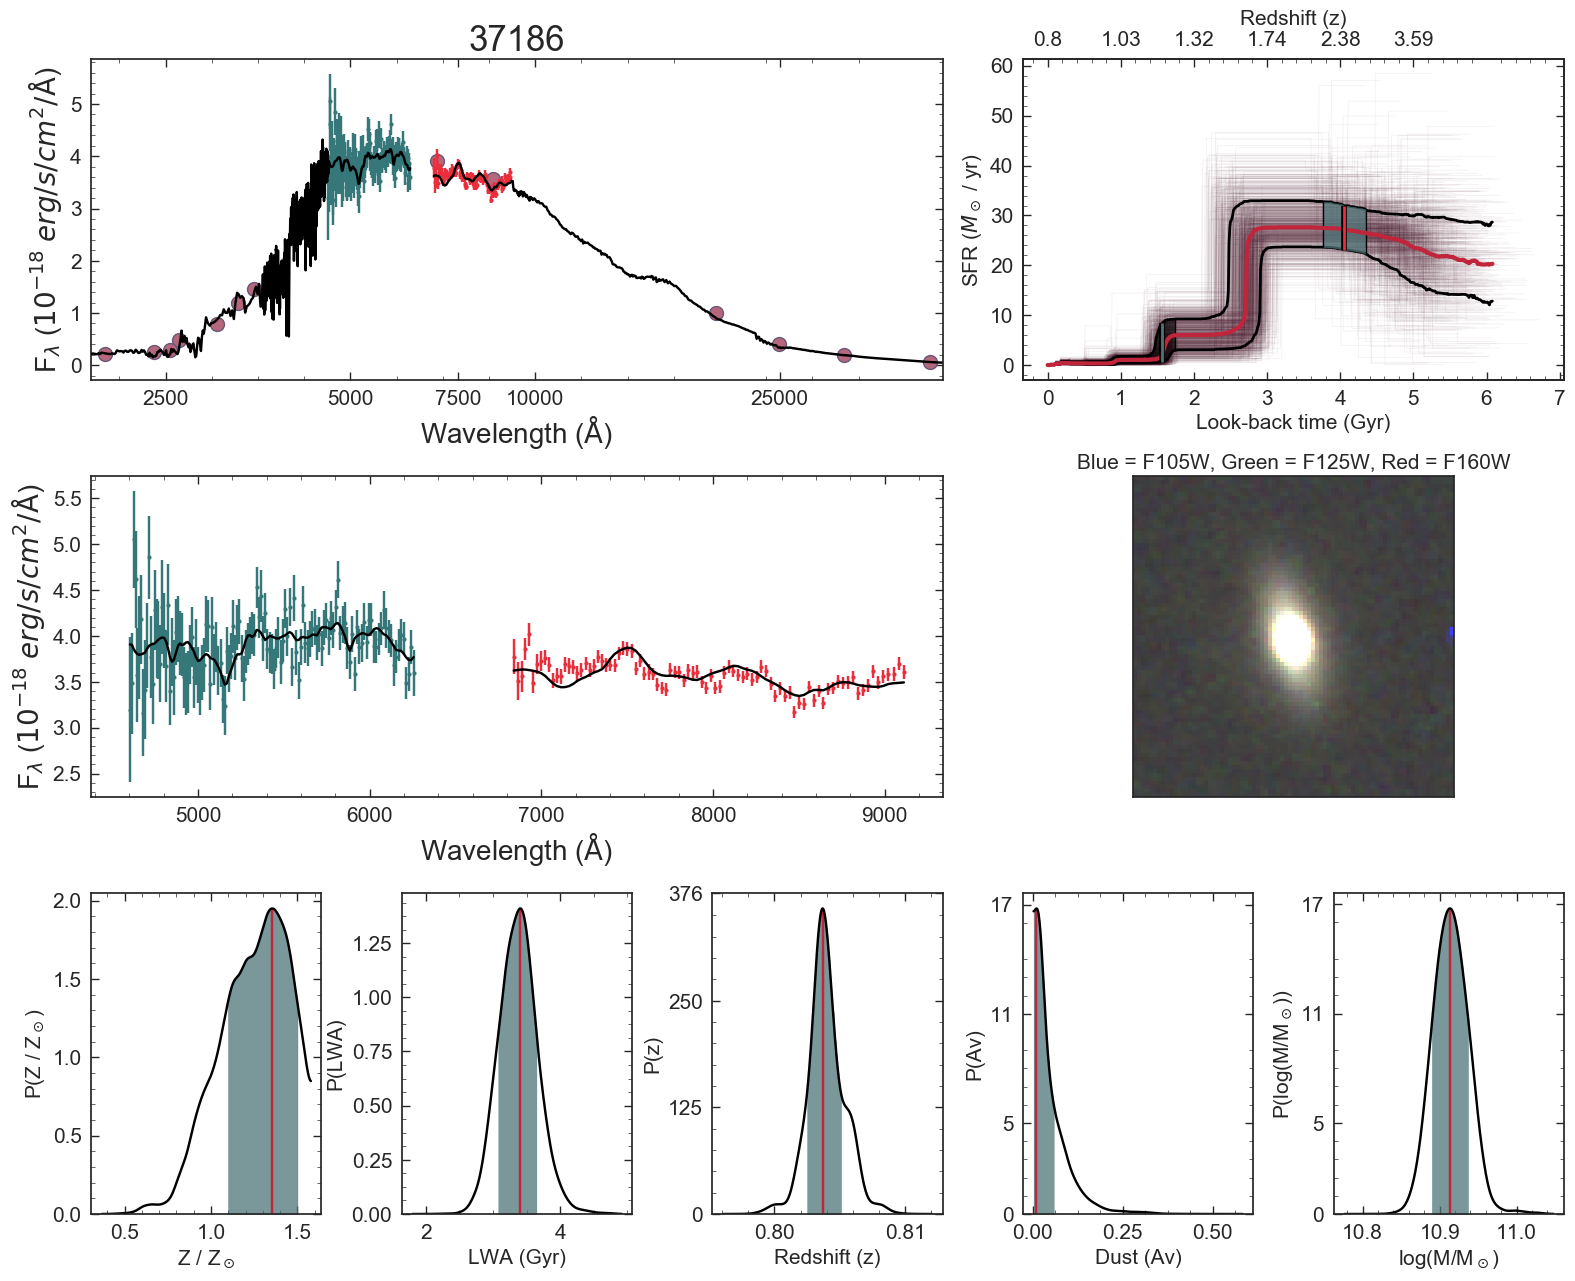 37186
F_λ (10^−18 erg/s/cm^2/Å)
5
4
3
2
1
0
2500 5000 7500 10000 25000
Wavelength (Å)
Redshift (z)
0.8 1.03 1.32 1.74 2.38 3.59
SFR (M_⊙ / yr)
60
50
40
30
20
10
0
0 1 2 3 4 5 6 7
Look-back time (Gyr)
F_λ (10^−18 erg/s/cm^2/Å)
5.5
5.0
4.5
4.0
3.5
3.0
2.5
5000 6000 7000 8000 9000
Wavelength (Å)
Blue = F105W, Green = F125W, Red = F160W
P(Z / Z_⊙)
2.0
1.5
1.0
0.5
0.0
0.5 1.0 1.5
Z / Z_⊙
P(LWA)
1.25
1.00
0.75
0.50
0.25
0.00
2 4
LWA (Gyr)
P(z)
376
250
125
0
0.80 0.81
Redshift (z)
P(Av)
17
11
5
0
0.00 0.25 0.50
Dust (Av)
P(log(M/M_⊙))
17
11
5
0
10.8 10.9 11.0
log(M/M_⊙)